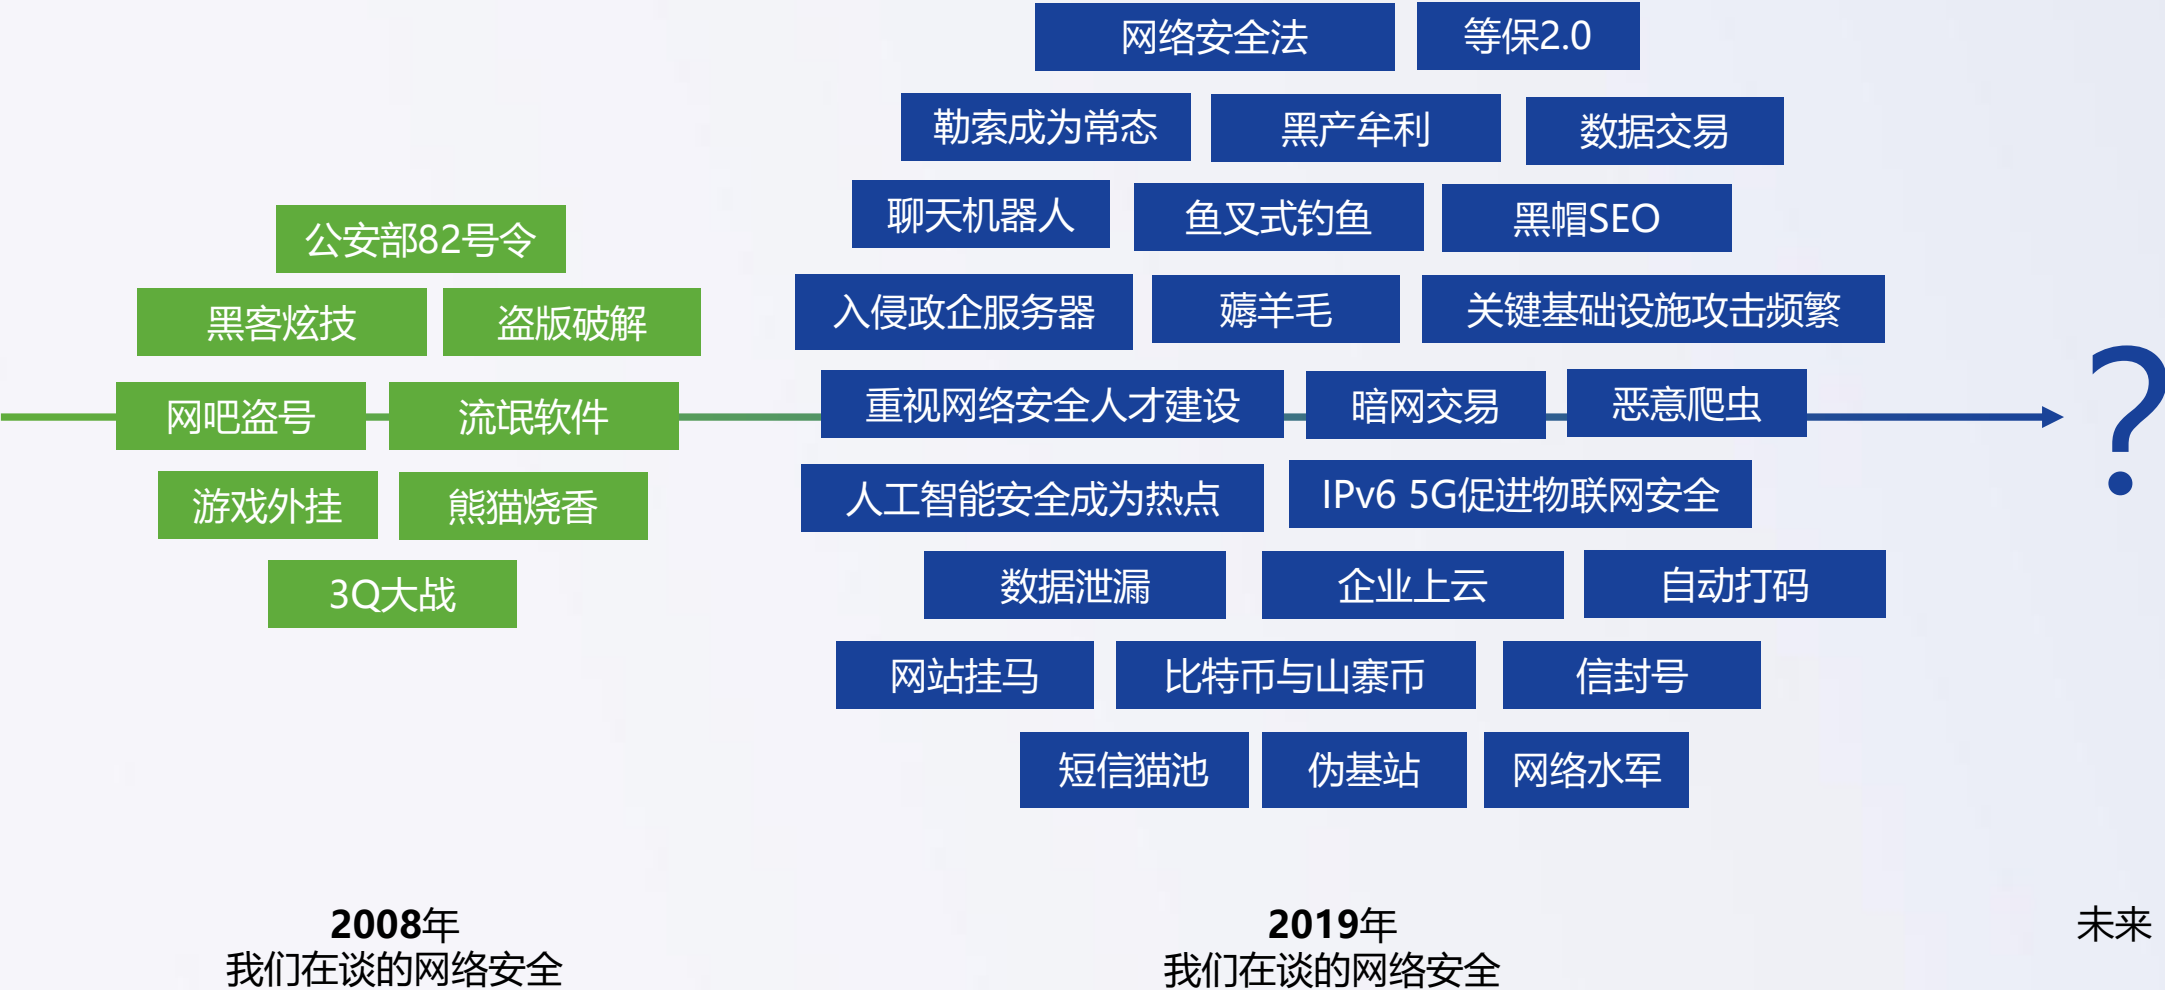 网络安全法
等保2.0
勒索成为常态
黑产牟利
数据交易
聊天机器人
鱼叉式钓鱼
黑帽SEO
公安部82号令
入侵政企服务器
薅羊毛
关键基础设施攻击频繁
黑客炫技
盗版破解
网吧盗号
流氓软件
重视网络安全人才建设
暗网交易
恶意爬虫
?
游戏外挂
熊猫烧香
人工智能安全成为热点
IPv6 5G促进物联网安全
3Q大战
数据泄漏
企业上云
自动打码
网站挂马
比特币与山寨币
信封号
短信猫池
伪基站
网络水军
2008年
我们在谈的网络安全
2019年
我们在谈的网络安全
未来